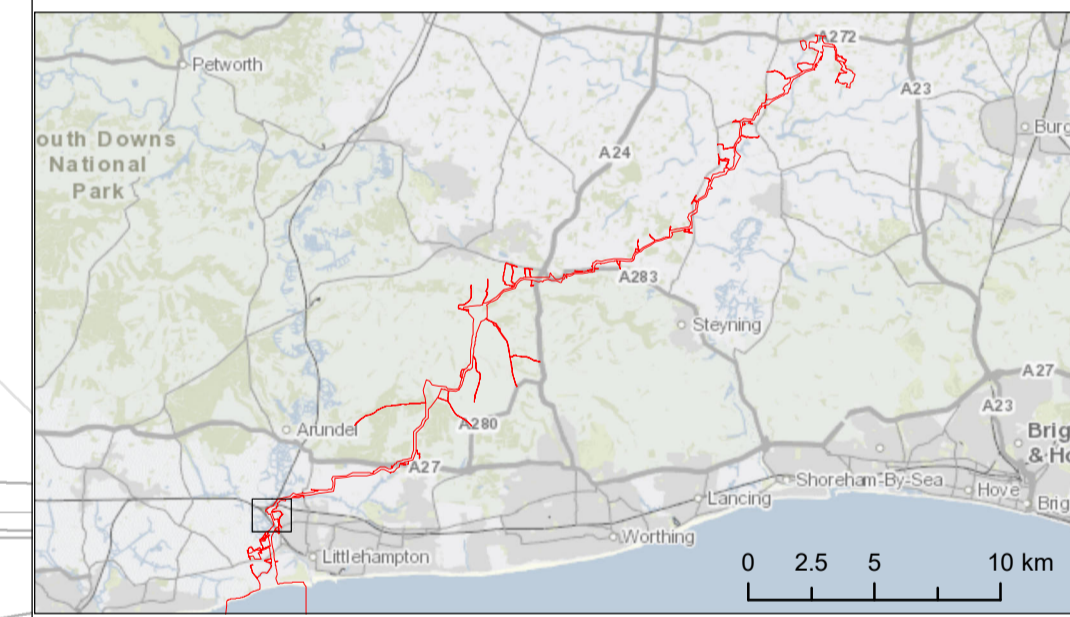 A272
Petworth
A23
Burg
outh Downs
National
Park
A24
A283
Steyning
A27
A23
Arundel
A280
Brig
& Ho
A27
Shoreham-By-Sea
Hove
Lancing
Brig
Worthing
Littlehampton
0 2.5 5 10 km